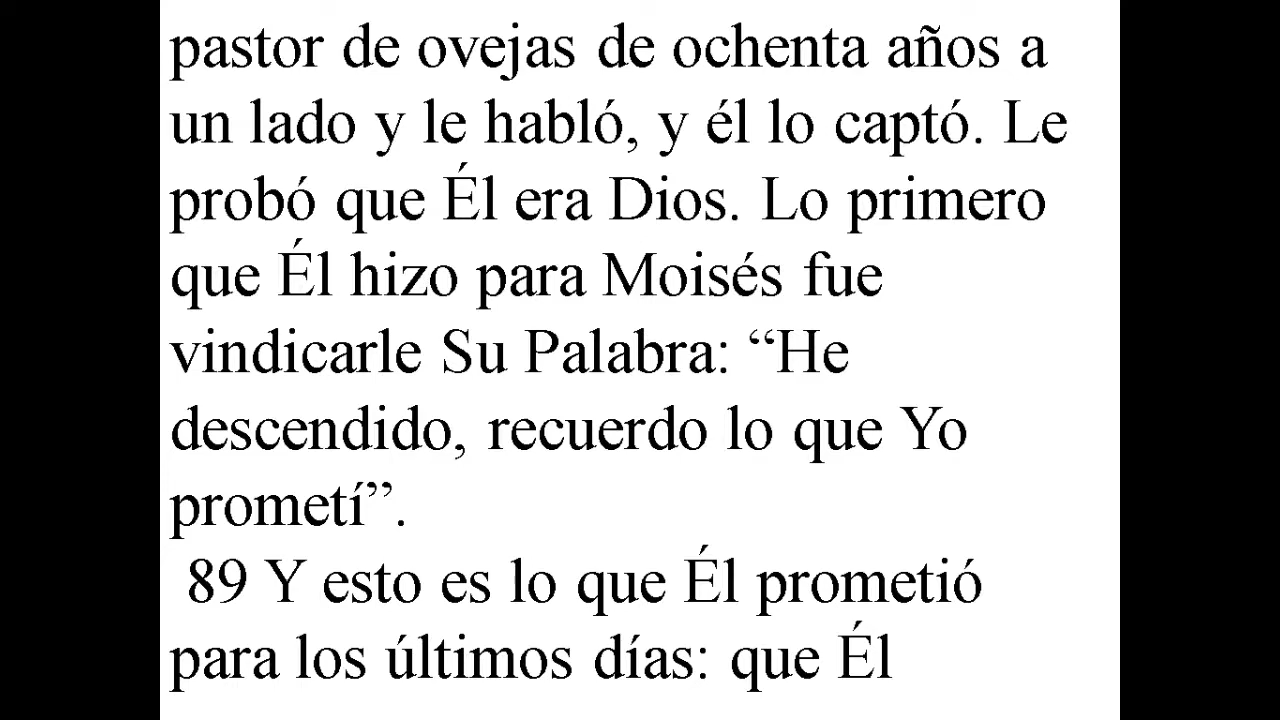 pastor de ovejas de ochenta años a
un lado y le habló, y él lo captó. Le
probó que Él era Dios. Lo primero
que Él hizo para Moisés fue
vindicarle Su Palabra: “He
descendido, recuerdo lo que Yo
prometí”.
89 Y esto es lo que Él prometió
para los últimos días: que Él